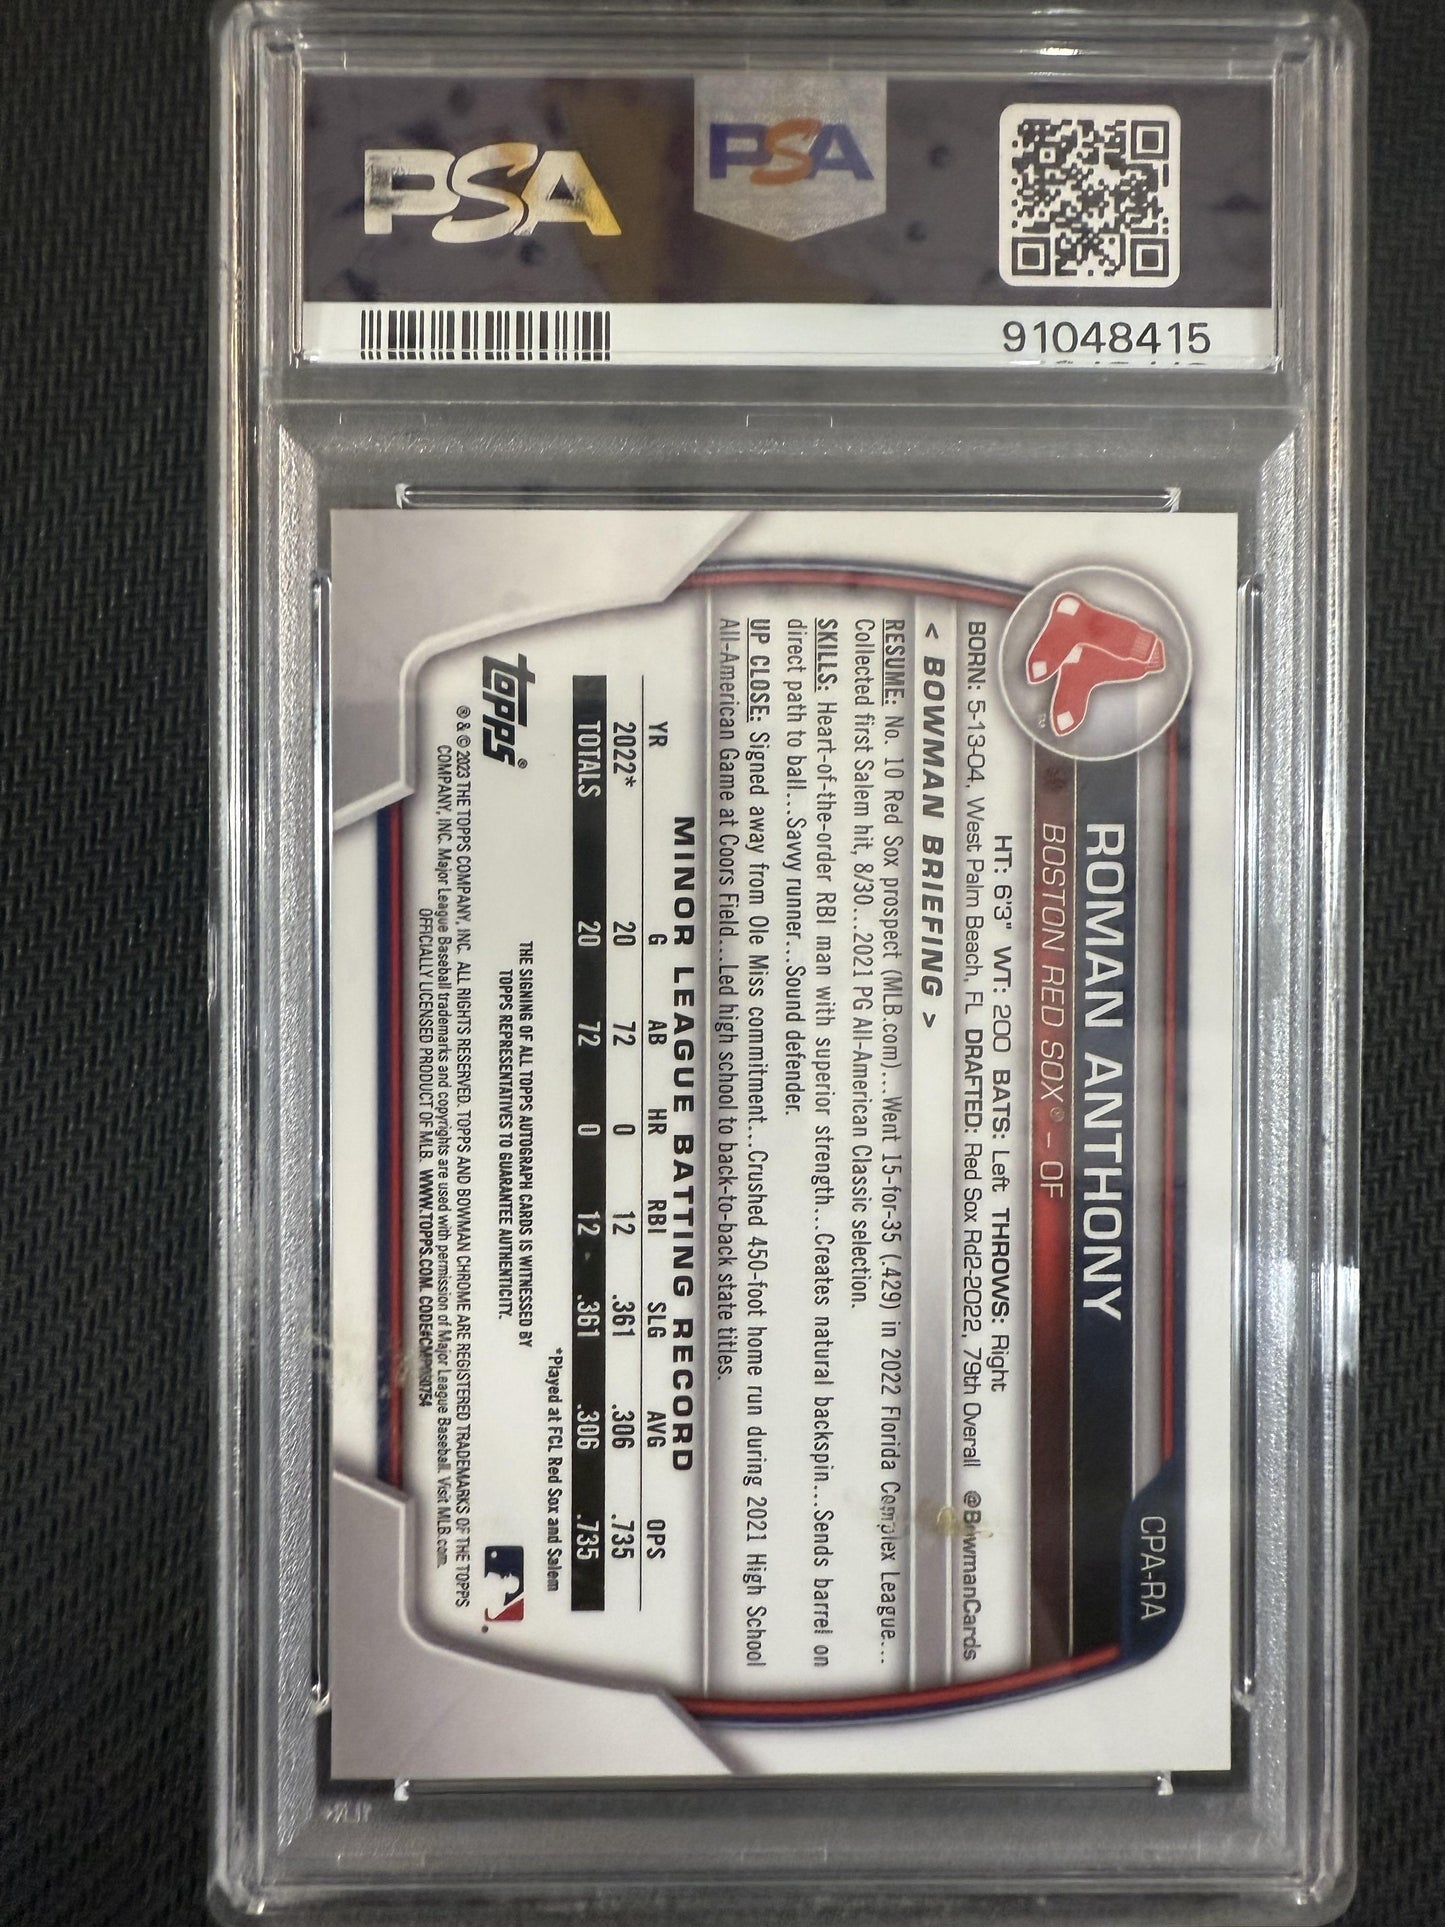 PSA
PSA
91048415
CPA-RA
ROMAN ANTHONY
BOSTON RED SOX® – OF
HT: 6'3" WT: 200 BATS: Left THROWS: Right
BORN: 5-13-04, West Palm Beach, FL DRAFTED: Red Sox Rd2-2022, 79th Overall @BowmanCards
< BOWMAN BRIEFING >
RESUME: No. 10 Red Sox prospect (MLB.com)...Went 15-for-35 (.429) in 2022 Florida Complex League...
Collected first Salem hit, 8/30...2021 PG All-American Classic selection.
SKILLS: Heart-of-the-order RBI man with superior strength...Creates natural backspin...Sends barrel on
direct path to ball...Savvy runner...Sound defender.
UP CLOSE: Signed away from Ole Miss commitment...Crushed 450-foot home run during 2021 High School
All-American Game at Coors Field...Led high school to back-to-back state titles.
MINOR LEAGUE BATTING RECORD
YR G AB HR RBI SLG AVG OPS
2022* 20 72 0 12 .361 .306 .735
TOTALS 20 72 0 12 .361 .306 .735
*Played at FCL Red Sox and Salem
topps®
THE SIGNING OF ALL TOPPS AUTOGRAPH CARDS IS WITNESSED BY
TOPPS REPRESENTATIVES TO GUARANTEE AUTHENTICITY.
® & © 2023 THE TOPPS COMPANY, INC. ALL RIGHTS RESERVED. TOPPS AND BOWMAN CHROME ARE REGISTERED TRADEMARKS OF THE TOPPS
COMPANY, INC. Major League Baseball trademarks and copyrights are used with permission of Major League Baseball. Visit MLB.com.
OFFICIALLY LICENSED PRODUCT OF MLB. WWW.TOPPS.COM. CODE#CMP060754